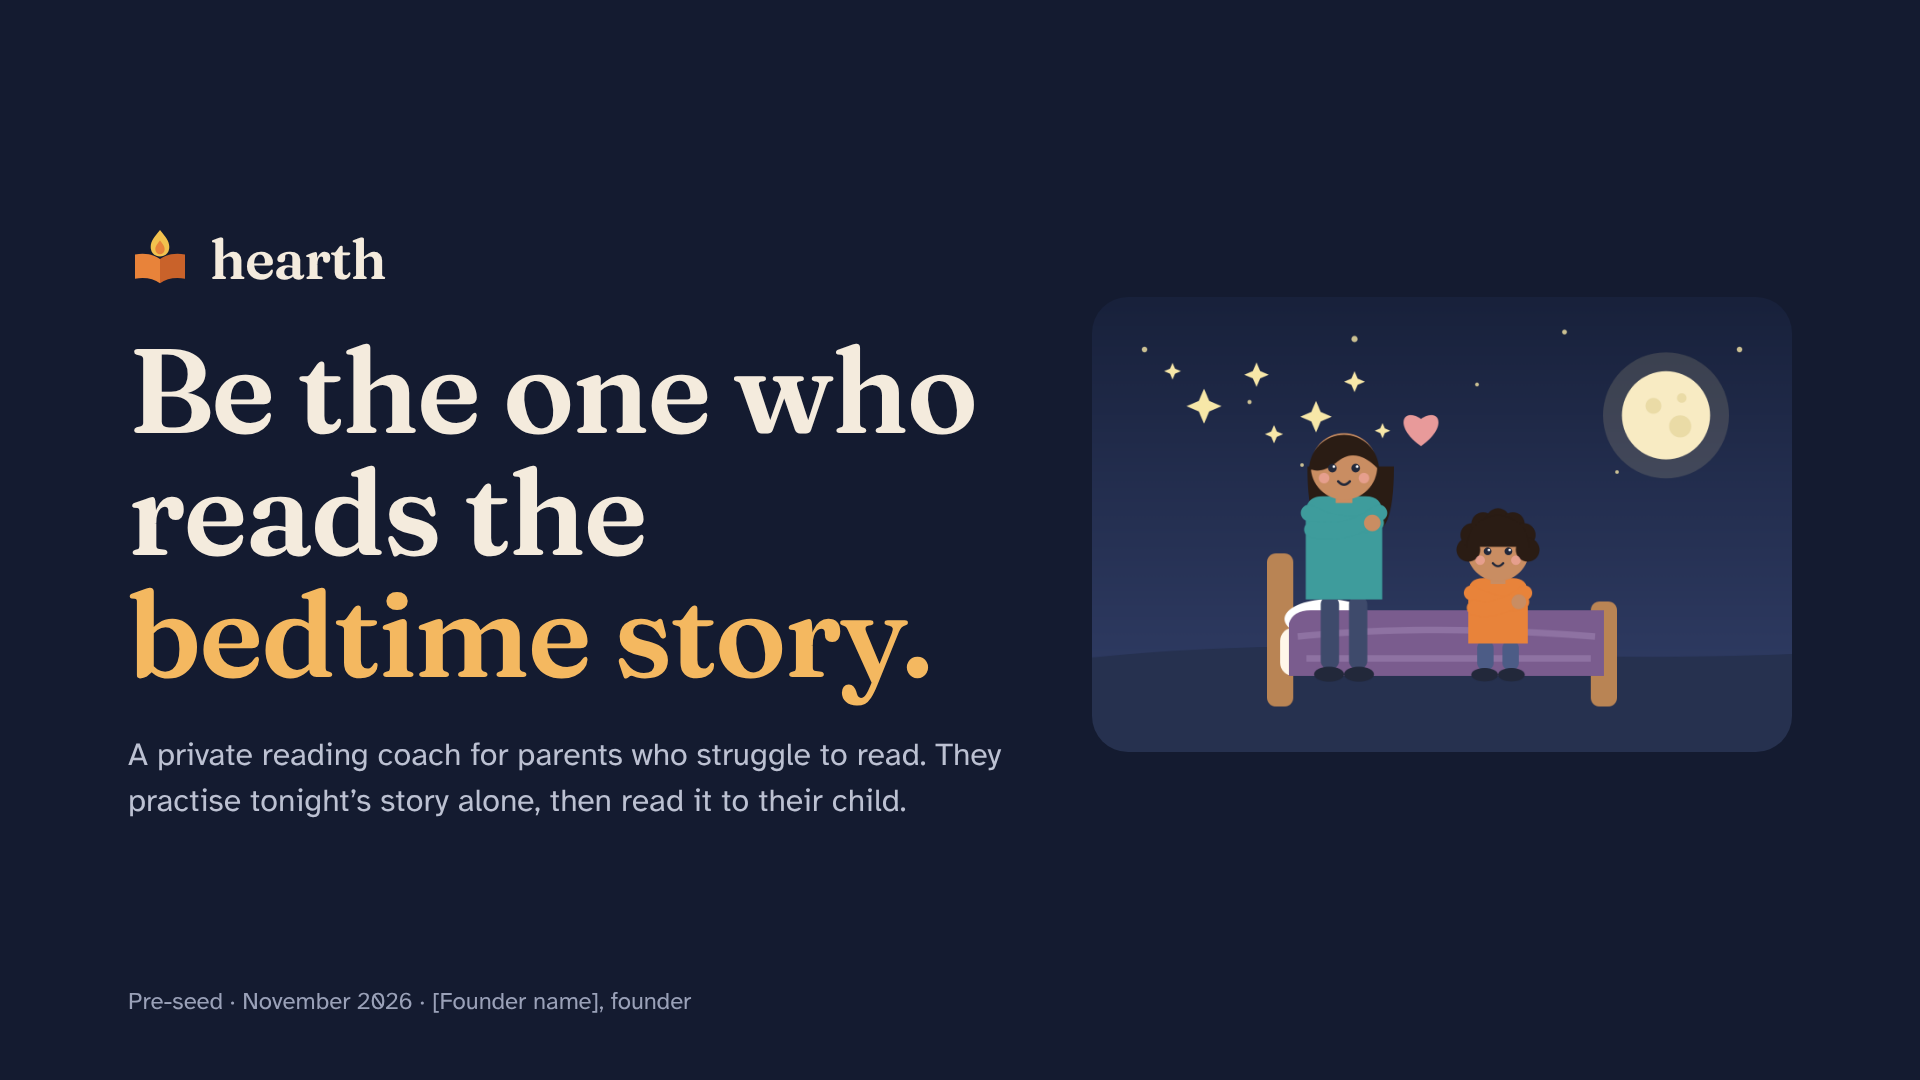 hearth
Be the one who
reads the
bedtime story.
A private reading coach for parents who struggle to read. They
practise tonight’s story alone, then read it to their child.
Pre-seed · November 2026 · [Founder name], founder